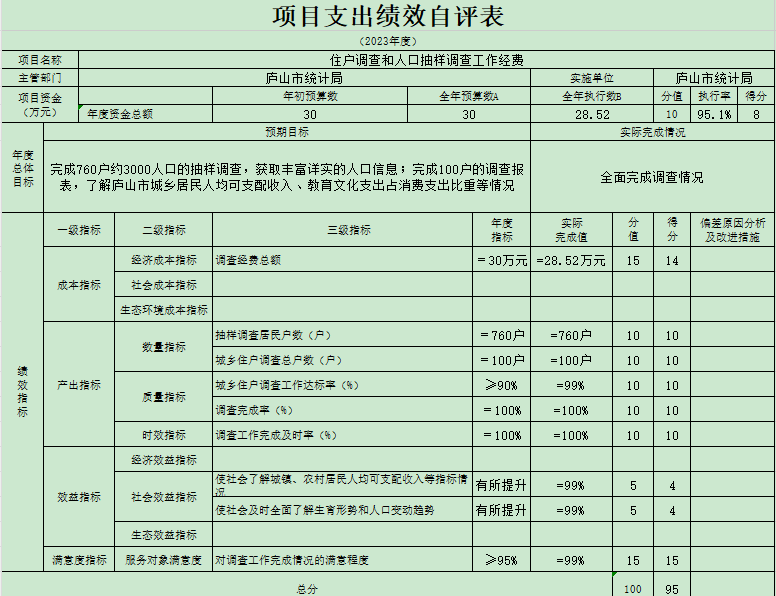 项目支出绩效自评表
（2023年度）
项目名称 住户调查和人口抽样调查工作经费
主管部门 庐山市统计局 实施单位 庐山市统计局
项目资金（万元） 年初预算数 全年预算数A 全年执行数B 分值 执行率 得分
年度资金总额 30 30 28.52 10 95.1% 8
年度总体目标 预期目标 实际完成情况
完成760户约3000人口的抽样调查，获取丰富详实的人口信息；完成100户的调查报
表，了解庐山市城乡居民人均可支配收入、教育文化支出占消费支出比重等情况
全面完成调查情况
绩效指标
一级指标 二级指标 三级指标 年度指标 实际完成值 分值 得分 偏差原因分析及改进措施
成本指标 经济成本指标 调查经费总额 ＝30万元 =28.52万元 15 14
社会成本指标
生态环境成本指标
产出指标 数量指标 抽样调查居民户数（户） ＝760户 =760户 10 10
城乡住户调查总户数（户） ＝100户 =100户 10 10
质量指标 城乡住户调查工作达标率（%） ≥90% =99% 10 10
调查完成率（%） ＝100% =100% 10 10
时效指标 调查工作完成及时率（%） ＝100% =100% 10 10
效益指标 经济效益指标
社会效益指标 使社会了解城镇、农村居民人均可支配收入等指标情况 有所提升 =99% 5 4
使社会及时全面了解生育形势和人口变动趋势 有所提升 =99% 5 4
生态效益指标
满意度指标 服务对象满意度 对调查工作完成情况的满意程度 ≥95% =99% 15 15
总分 100 95